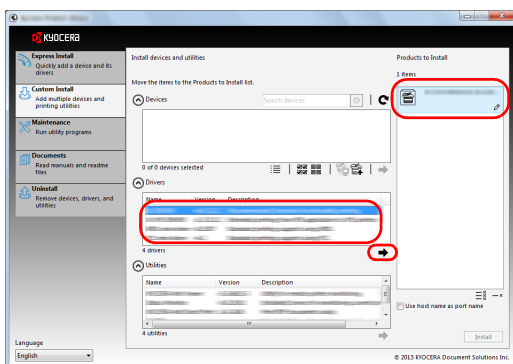 KYOCERA
Express Install
Quickly add a device and its
drivers
Custom Install
Add multiple devices and
printing utilities
Maintenance
Run utility programs
Documents
Read manuals and readme
files
Uninstall
Remove devices, drivers, and
utilities
Language
English
Install devices and utilities
Move the items to the Products to Install list.
Devices
Search devices
0 of 0 devices selected
Drivers
Name Version Description
4 drivers
Utilities
Name Version Description
4 utilities
Products to Install
1 items
Use host name as port name
Install
© 2013 KYOCERA Document Solutions Inc.